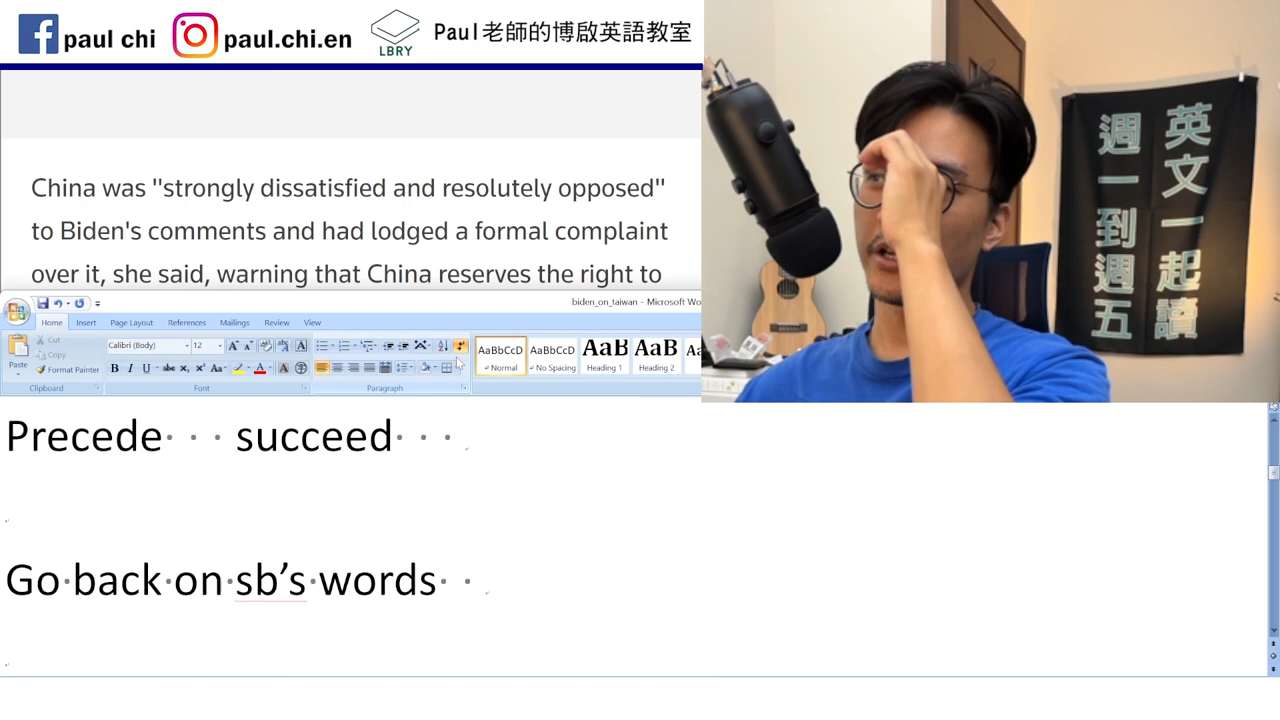 paul chi
paul.chi.en
LBRY
Paul老師的博啟英語教室
China was "strongly dissatisfied and resolutely opposed"
to Biden's comments and had lodged a formal complaint
over it, she said, warning that China reserves the right to
biden_on_taiwan - Microsoft Wo
Home Insert Page Layout References Mailings Review View
Cut
Copy
Format Painter
Paste
Clipboard
Calibri (Body) 12
Font
Paragraph
AaBbCcD AaBbCcD AaB AaB Aa
Normal No Spacing Heading 1 Heading 2
Precede succeed
Go back on sb's words
英文一起讀
週一到週五